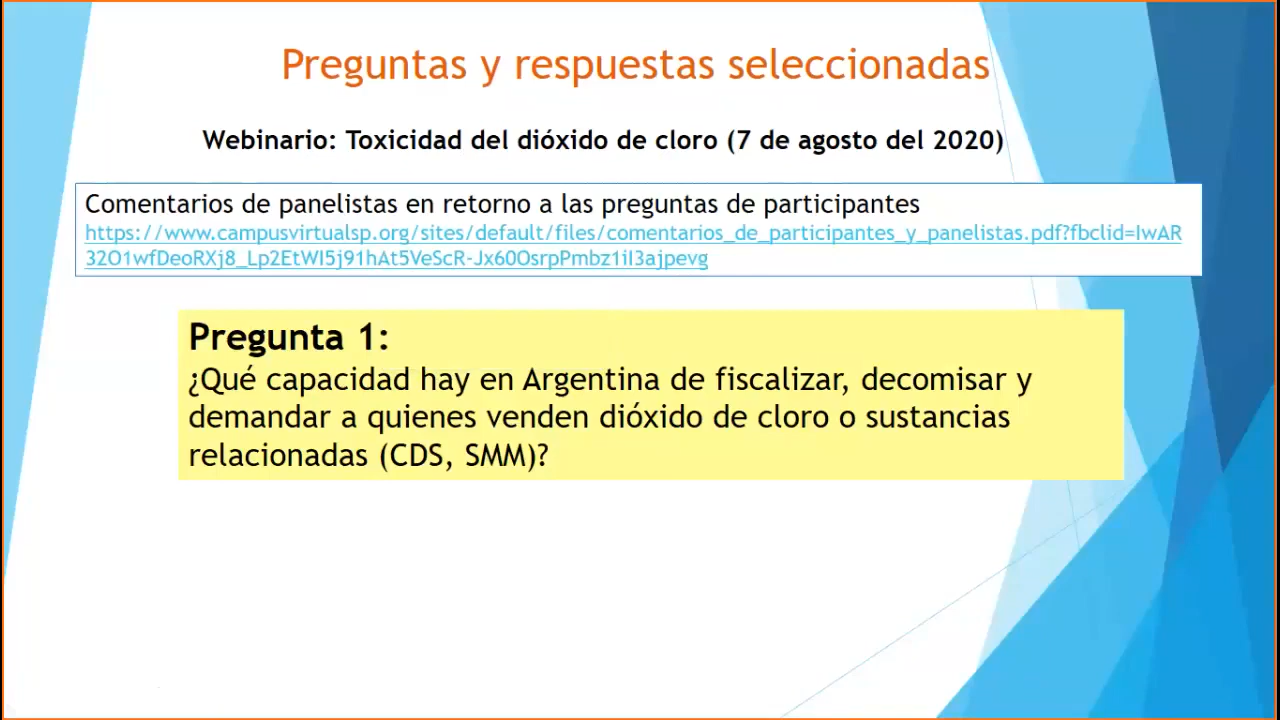 Preguntas y respuestas seleccionadas
Webinario: Toxicidad del dióxido de cloro (7 de agosto del 2020)
Comentarios de panelistas en retorno a las preguntas de participantes
https://www.campusvirtualsp.org/sites/default/files/comentarios_de_participantes_y_panelistas.pdf?fbclid=IwAR
32O1wfDeoRXj8_Lp2EtWI5j91hAt5VeScR-Jx60OsrpPmbz1iI3ajpevg
Pregunta 1:
¿Qué capacidad hay en Argentina de fiscalizar, decomisar y
demandar a quienes venden dióxido de cloro o sustancias
relacionadas (CDS, SMM)?